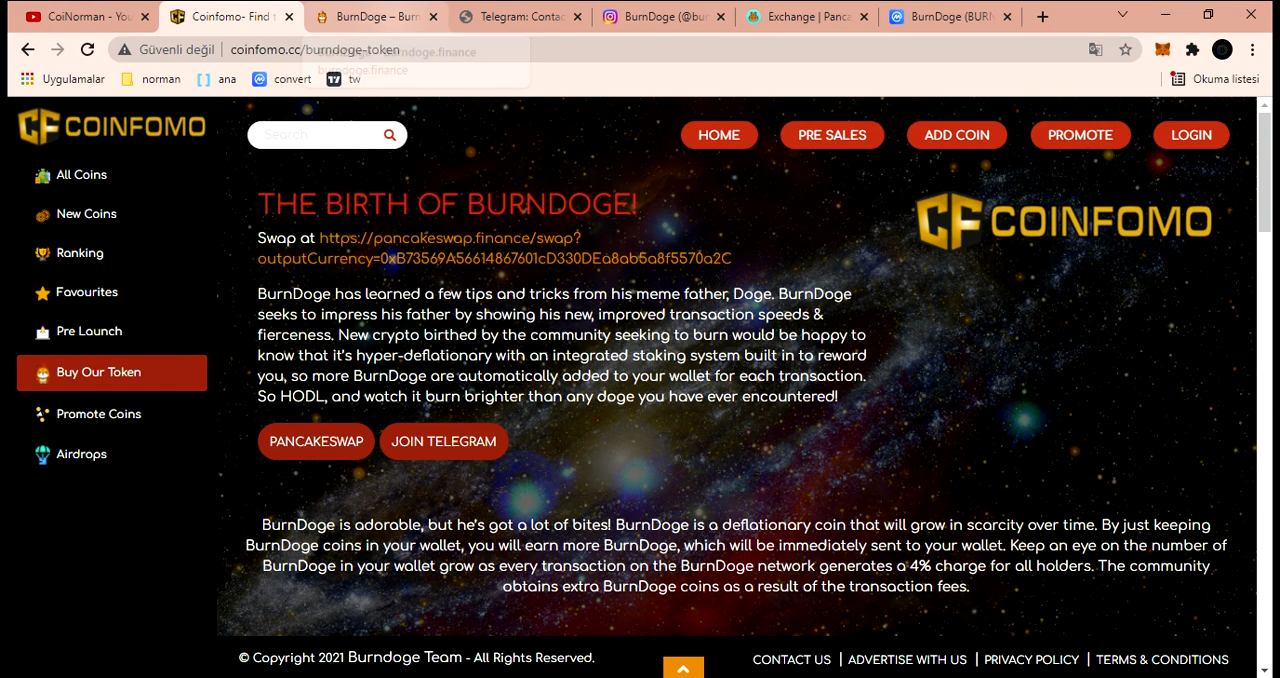 CoiNorman - You
Coinfomo- Find t
BurnDoge – Burn
Telegram: Contac
BurnDoge (@bur
Exchange | Panca
BurnDoge (BURN
Güvenli değil
coinfomo.cc/burndoge-token
burndoge.finance
Uygulamalar
norman
ana
convert
tw
Okuma listesi
CF COINFOMO
Search
HOME
PRE SALES
ADD COIN
PROMOTE
LOGIN
All Coins
New Coins
Ranking
Favourites
Pre Launch
Buy Our Token
Promote Coins
Airdrops
THE BIRTH OF BURNDOGE!
Swap at https://pancakeswap.finance/swap?
outputCurrency=0xB73569A56614867601cD330DEa8ab5a8f5570a2C
CF COINFOMO
BurnDoge has learned a few tips and tricks from his meme father, Doge. BurnDoge
seeks to impress his father by showing his new, improved transaction speeds &
fierceness. New crypto birthed by the community seeking to burn would be happy to
know that it's hyper-deflationary with an integrated staking system built in to reward
you, so more BurnDoge are automatically added to your wallet for each transaction.
So HODL, and watch it burn brighter than any doge you have ever encountered!
PANCAKESWAP
JOIN TELEGRAM
BurnDoge is adorable, but he's got a lot of bites! BurnDoge is a deflationary coin that will grow in scarcity over time. By just keeping
BurnDoge coins in your wallet, you will earn more BurnDoge, which will be immediately sent to your wallet. Keep an eye on the number of
BurnDoge in your wallet grow as every transaction on the BurnDoge network generates a 4% charge for all holders. The community
obtains extra BurnDoge coins as a result of the transaction fees.
© Copyright 2021 Burndoge Team - All Rights Reserved.
CONTACT US | ADVERTISE WITH US | PRIVACY POLICY | TERMS & CONDITIONS